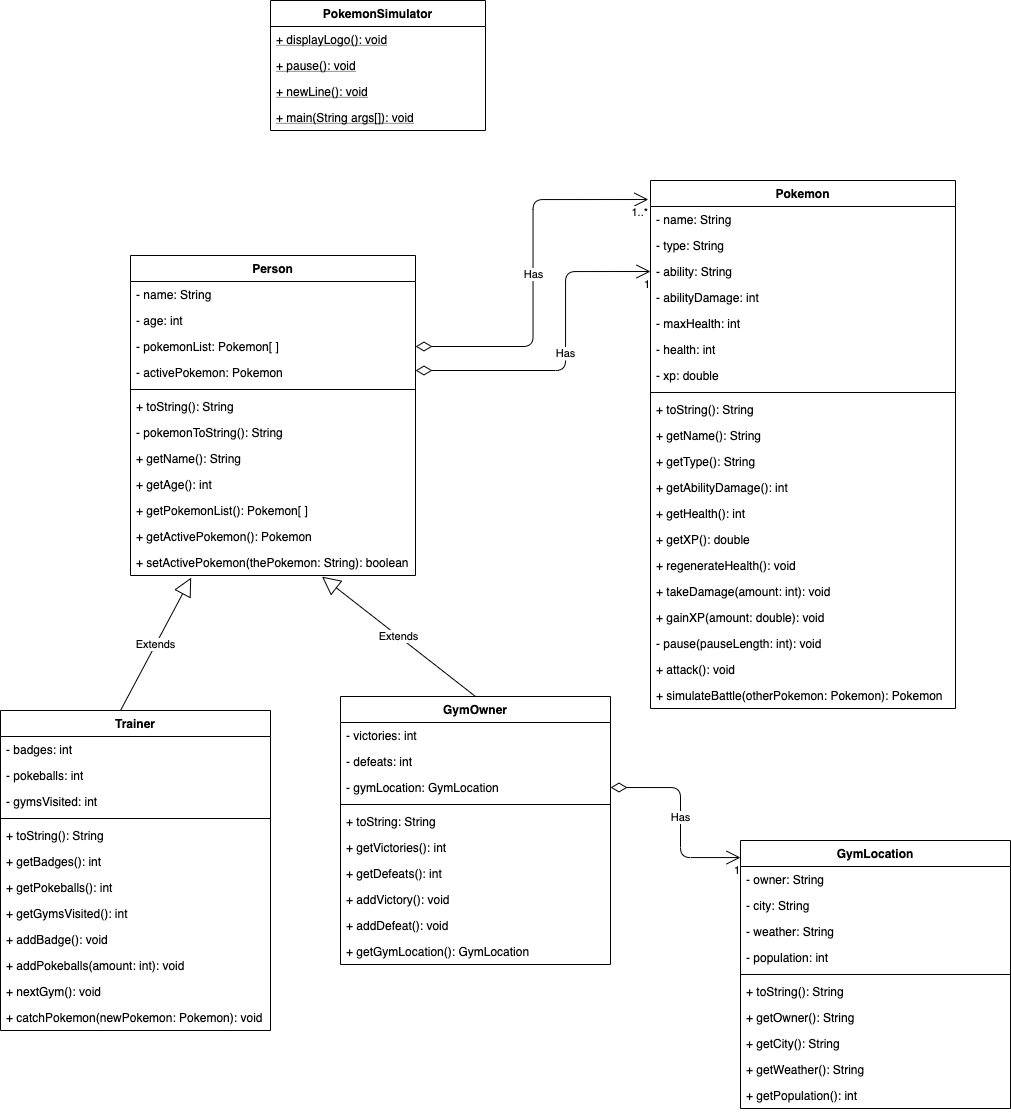 PokemonSimulator
+ displayLogo(): void
+ pause(): void
+ newLine(): void
+ main(String args[]): void
Pokemon
- name: String
- type: String
- ability: String
- abilityDamage: int
- maxHealth: int
- health: int
- xp: double
+ toString(): String
+ getName(): String
+ getType(): String
+ getAbilityDamage(): int
+ getHealth(): int
+ getXP(): double
+ regenerateHealth(): void
+ takeDamage(amount: int): void
+ gainXP(amount: double): void
- pause(pauseLength: int): void
+ attack(): void
+ simulateBattle(otherPokemon: Pokemon): Pokemon
1..*
Has
1
Has
Person
- name: String
- age: int
- pokemonList: Pokemon[ ]
- activePokemon: Pokemon
+ toString(): String
- pokemonToString(): String
+ getName(): String
+ getAge(): int
+ getPokemonList(): Pokemon[ ]
+ getActivePokemon(): Pokemon
+ setActivePokemon(thePokemon: String): boolean
Extends
Extends
Trainer
- badges: int
- pokeballs: int
- gymsVisited: int
+ toString(): String
+ getBadges(): int
+ getPokeballs(): int
+ getGymsVisited(): int
+ addBadge(): void
+ addPokeballs(amount: int): void
+ nextGym(): void
+ catchPokemon(newPokemon: Pokemon): void
GymOwner
- victories: int
- defeats: int
- gymLocation: GymLocation
+ toString: String
+ getVictories(): int
+ getDefeats(): int
+ addVictory(): void
+ addDefeat(): void
+ getGymLocation(): GymLocation
Has
1
GymLocation
- owner: String
- city: String
- weather: String
- population: int
+ toString(): String
+ getOwner(): String
+ getCity(): String
+ getWeather(): String
+ getPopulation(): int